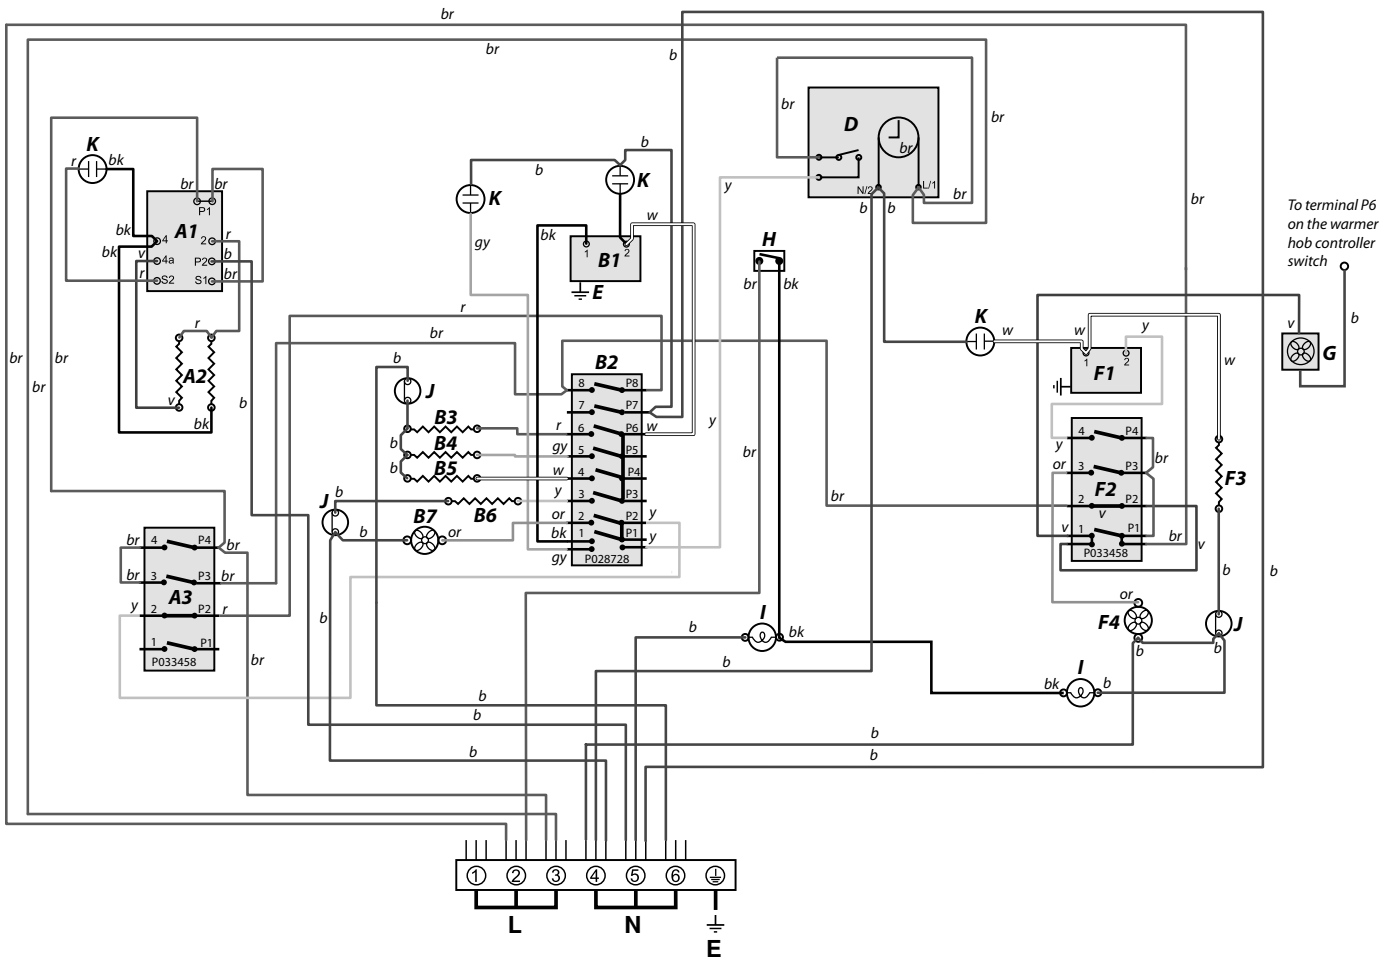 br
br
b
br
D
br
br
K
r
bk
b
K
b
K
y
N/2
L/1
br
b
b
br
br
br
P1
A1
bk
4
2
r
bk
v
4a
P2
b
r
S2
S1
br
gy
bk
w
1
2
B1
E
H
br
bk
To terminal P6
on the warmer
hob controller
switch
b
r
A2
v
bk
r
br
b
J
B3
b
B4
b
B5
J
b
B6
B7
b
or
B2
8
P8
7
P7
r
6
P6
w
gy
5
P5
w
4
P4
y
3
P3
or
2
P2
y
bk
1
P1
y
gy
P028728
y
br
K
w
w
y
1
2
F1
w
v
G
4
P4
y
or
3
P3
br
F2
2
P2
v
v
1
P1
br
v
P033458
F3
b
b
or
F4
b
J
b
br
br
br
b
4
P4
br
br
3
P3
br
A3
y
2
P2
r
1
P1
P033458
br
b
br
b
I
bk
b
bk
I
b
b
b
b
b
b
1
2
3
4
5
6
L
N
E